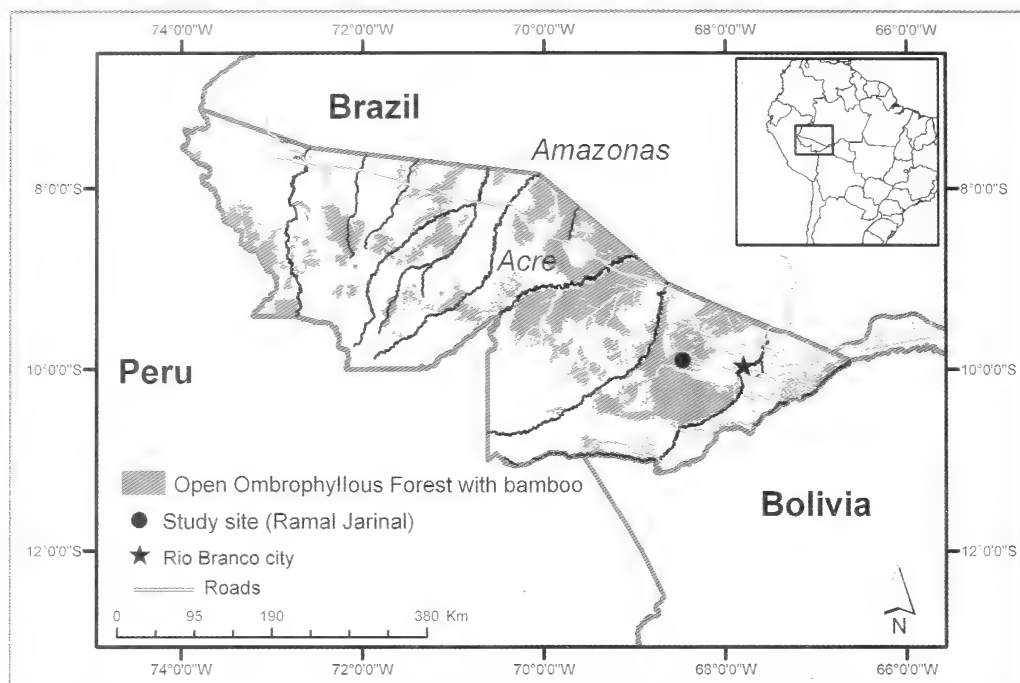 74°0'0"W 72°0'0"W 70°0'0"W 68°0'0"W 66°0'0"W
Brazil
Amazonas
8°0'0"S 8°0'0"S
Acre
Peru
10°0'0"S 10°0'0"S
Open Ombrophyllous Forest with bamboo
Bolivia
Study site (Ramal Jarinal)
12°0'0"S Rio Branco city 12°0'0"S
Roads
0 95 190 380 Km
N
74°0'0"W 72°0'0"W 70°0'0"W 68°0'0"W 66°0'0"W